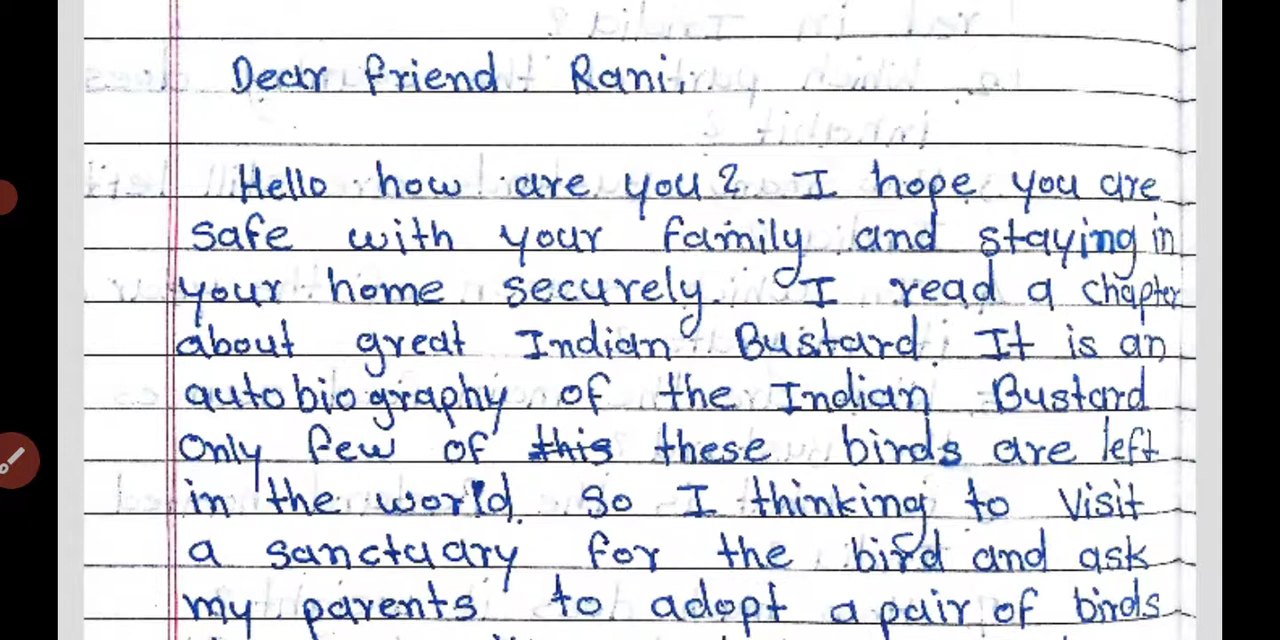 Dear friend Rani,
Hello how are you? I hope you are
safe with your family and staying in
your home securely. I read a chapter
about great Indian Bustard. It is an
autobiography of the Indian Bustard
Only few of this these birds are left
in the world. So I thinking to visit
a sanctuary for the bird and ask
my parents to adopt a pair of birds